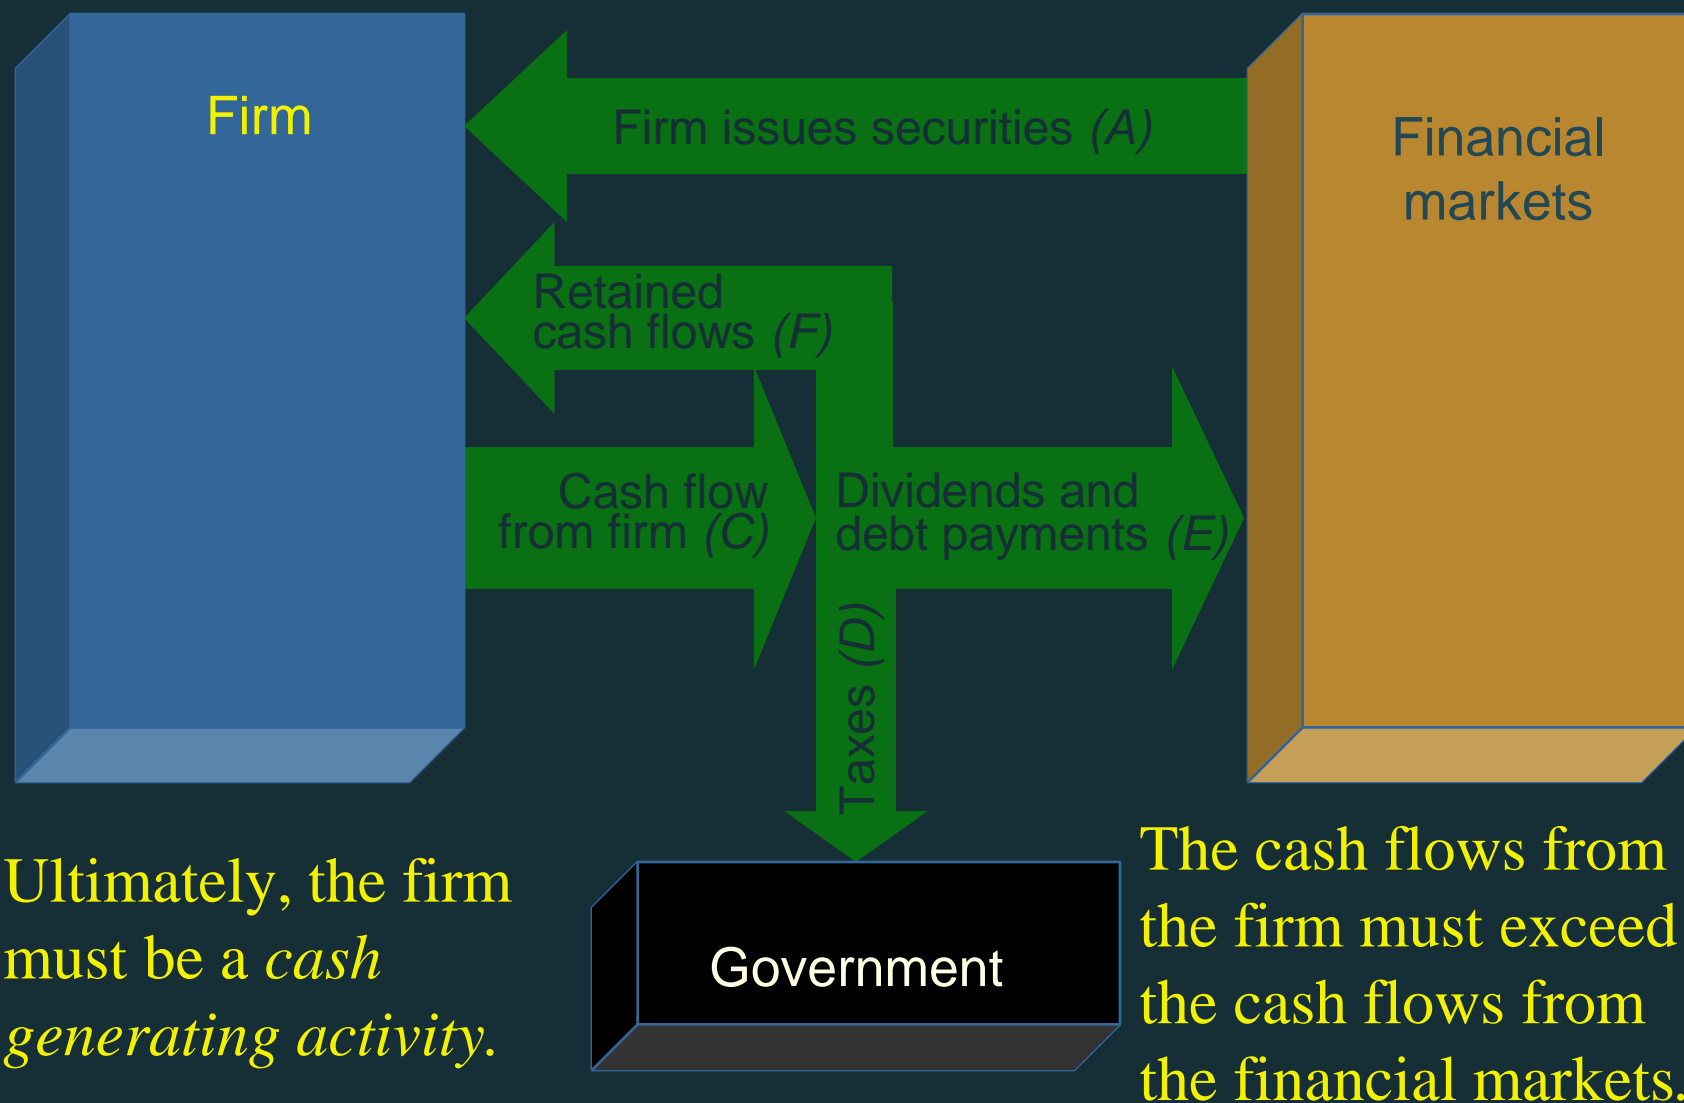 Firm
Firm issues securities (A)
Financial
markets
Retained
cash flows (F)
Cash flow
from firm (C)
Dividends and
debt payments (E)
Taxes (D)
Ultimately, the firm
must be a cash
generating activity.
Government
The cash flows from
the firm must exceed
the cash flows from
the financial markets.